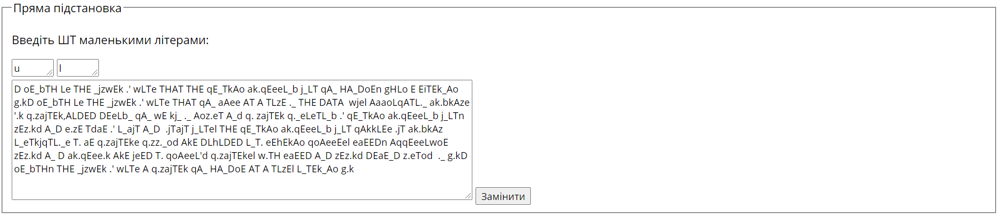 Пряма підстановка
Введіть ШТ маленькими літерами:
u l
D oE_bTH Le THE _jzwEk .' wLTe THAT THE qE_TkAo ak.qEeeL_b j_LT qA_ HA_DoEn gHLo E EiTEk_Ao
g.kD oE_bTH Le THE _jzwEk .' wLTe THAT qA_ aAee AT A TLzE ._ THE DATA  wjel AaaoLqATL._ ak.bkAze
'.k q.zajTEk,ALDED DEeLb_ qA_ wE kj_ ._ Aoz.eT A_d q. zajTEk q._eLeTL_b .' qE_TkAo ak.qEeeL_b j_LTn
zEz.kd A_D e.zE TdaE .' L_ajT A_D  .jTajT j_LTel THE qE_TkAo ak.qEeeL_b j_LT qAkkLEe .jT ak.bkAz
L_eTkjqTL._e T. aE q.zajTEke q.zz._od AkE DLhLDED L_T. eEhEkAo qoAeeEel eaEEDn AqqEeeLwoE
zEz.kd A_ D ak.qEee.k AkE jeED T. qoAeeL'd q.zajTEkel w.TH eaEED A_D zEz.kd DEaE_D z.eTod  ._ g.kD
oE_bTHn THE _jzwEk .' wLTe A q.zajTEk qA_ HA_DoE AT A TLzEl L_TEk_Ao g.k
Замінити